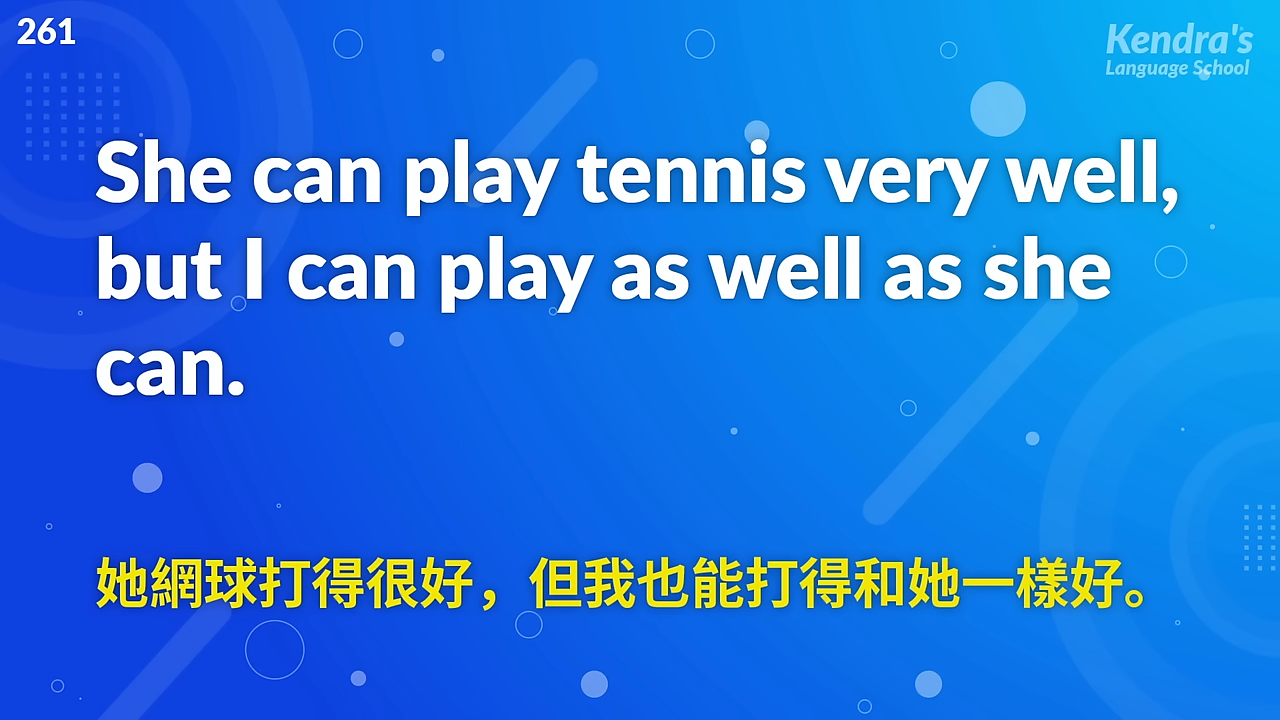 261
Kendra's
Language School
She can play tennis very well,
but I can play as well as she
can.
她網球打得很好，但我也能打得和她一樣好。